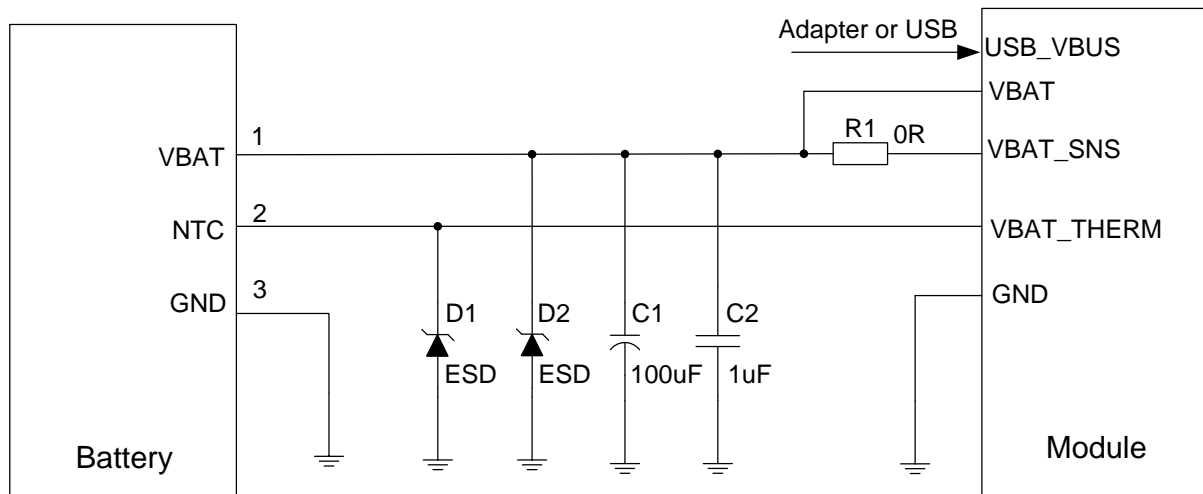 Adapter or USB
USB_VBUS
VBAT
R1
0R
1
VBAT
VBAT_SNS
2
NTC
VBAT_THERM
3
GND
GND
D1
D2
C1
C2
ESD
ESD
100uF
1uF
Battery
Module